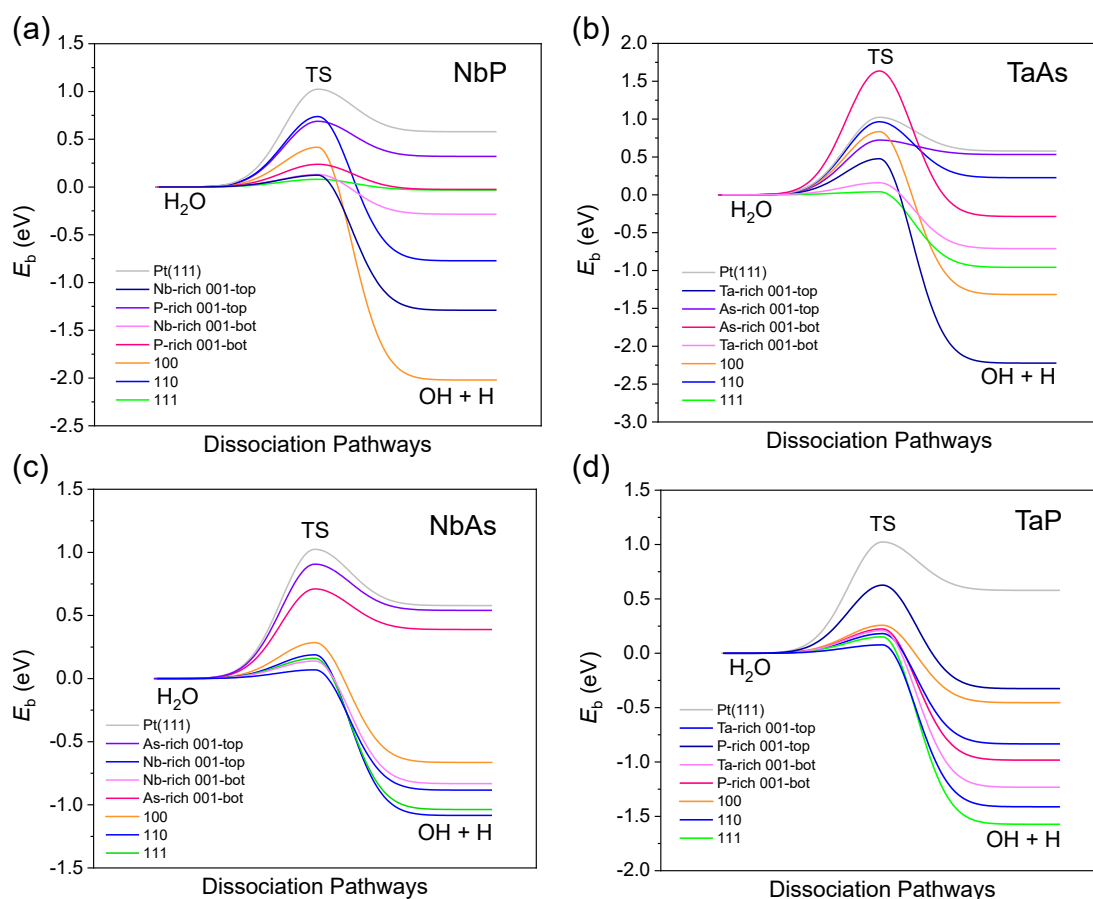 (a)
1.5
1.0
0.5
0.0
-0.5
-1.0
-1.5
-2.0
-2.5
E_b (eV)
TS
NbP
H₂O
Pt(111)
Nb-rich 001-top
P-rich 001-top
Nb-rich 001-bot
P-rich 001-bot
100
110
111
OH + H
Dissociation Pathways
(b)
2.0
1.5
1.0
0.5
0.0
-0.5
-1.0
-1.5
-2.0
-2.5
-3.0
E_b (eV)
TS
TaAs
H₂O
Pt(111)
Ta-rich 001-top
As-rich 001-top
As-rich 001-bot
Ta-rich 001-bot
100
110
111
OH + H
Dissociation Pathways
(c)
1.5
1.0
0.5
0.0
-0.5
-1.0
-1.5
E_b (eV)
TS
NbAs
H₂O
Pt(111)
As-rich 001-top
Nb-rich 001-top
Nb-rich 001-bot
As-rich 001-bot
100
110
111
OH + H
Dissociation Pathways
(d)
1.5
1.0
0.5
0.0
-0.5
-1.0
-1.5
-2.0
E_b (eV)
TS
TaP
H₂O
Pt(111)
Ta-rich 001-top
P-rich 001-top
Ta-rich 001-bot
P-rich 001-bot
100
110
111
OH + H
Dissociation Pathways